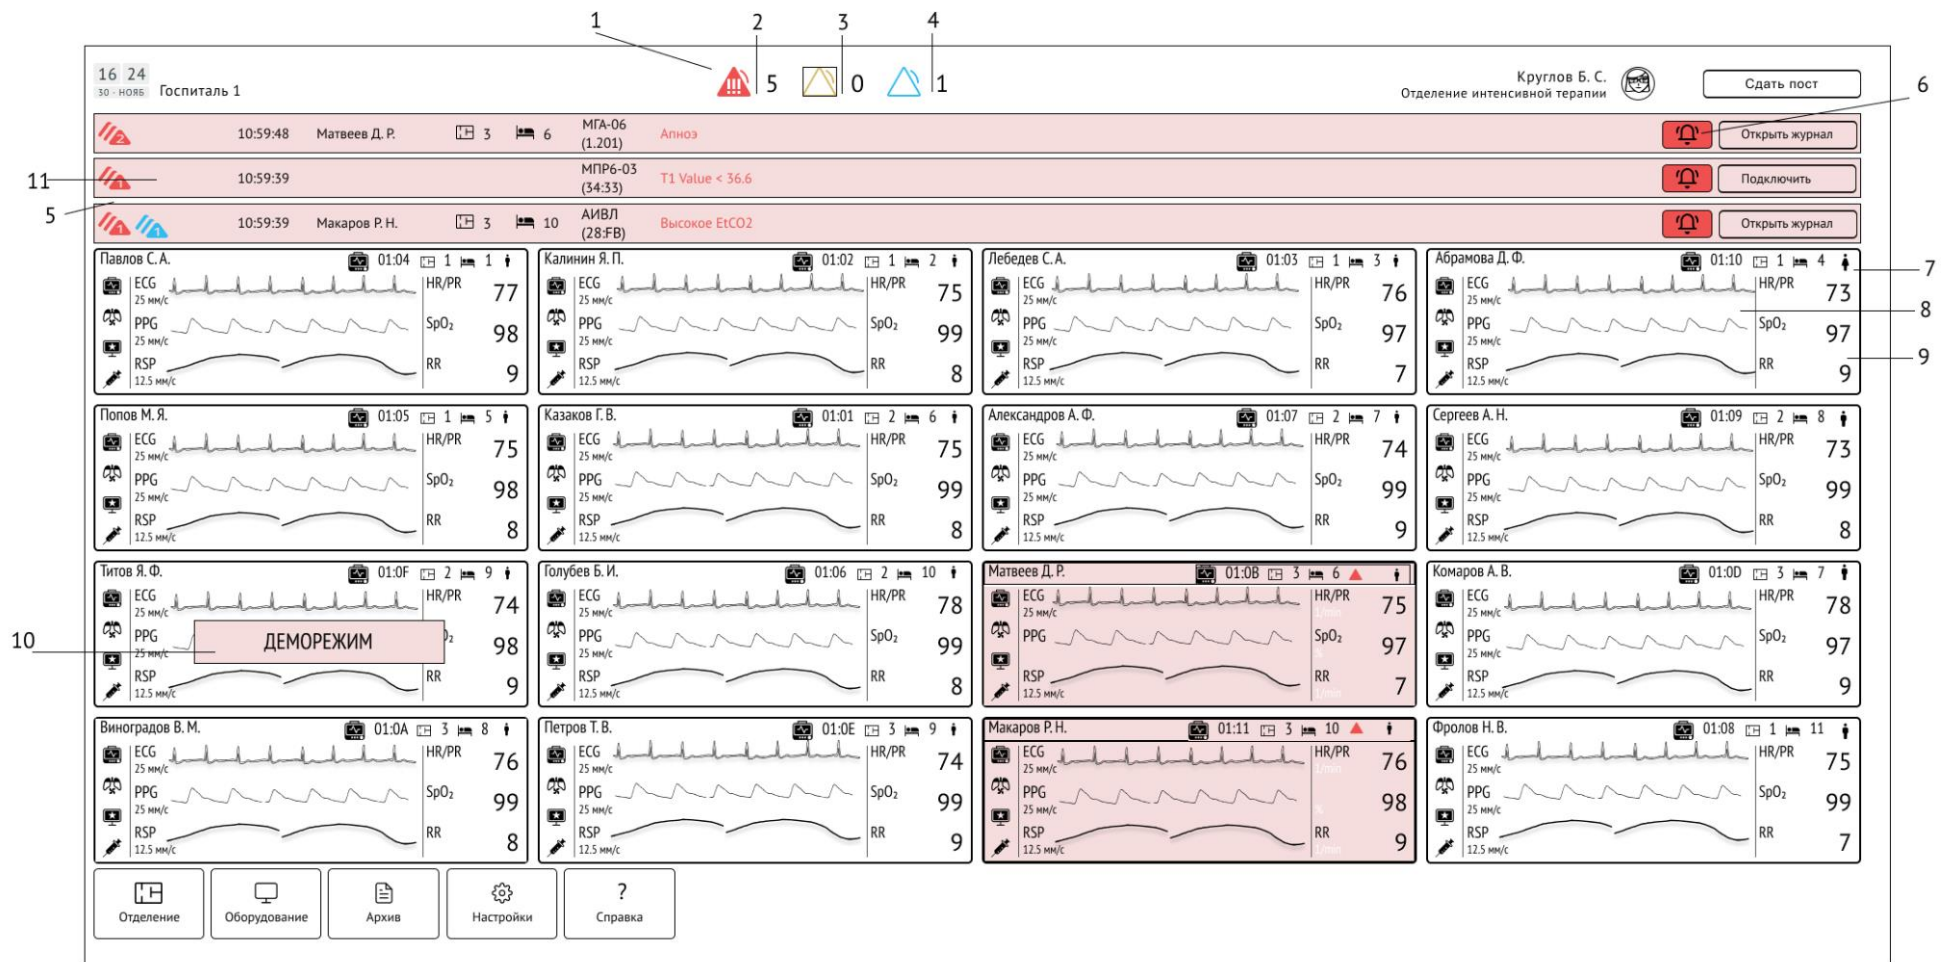 1 2 3 4
16 24
30 - НОЯБ Госпиталь 1
5 0 1
Круглов Б. С.
Отделение интенсивной терапии
Сдать пост
6
2 10:59:48 Матвеев Д. Р. 3 6 МГА-06 (1.201) Апноэ Открыть журнал
11
1 10:59:39 МПР6-03 (34:33) T1 Value < 36.6 Подключить
5
1 1 10:59:39 Макаров Р. Н. 3 10 АИВЛ (28:FB) Высокое EtCO2 Открыть журнал
Павлов С. А. 01:04 1 1
ECG 25 мм/с HR/PR 77
PPG 25 мм/с SpO₂ 98
RSP 12.5 мм/с RR 9
Калинин Я. П. 01:02 1 2
ECG 25 мм/с HR/PR 75
PPG 25 мм/с SpO₂ 99
RSP 12.5 мм/с RR 8
Лебедев С. А. 01:03 1 3
ECG 25 мм/с HR/PR 76
PPG 25 мм/с SpO₂ 97
RSP 12.5 мм/с RR 7
Абрамова Д. Ф. 01:10 1 4
ECG 25 мм/с HR/PR 73
PPG 25 мм/с SpO₂ 97
RSP 12.5 мм/с RR 9
7
8
9
Попов М. Я. 01:05 1 5
ECG 25 мм/с HR/PR 75
PPG 25 мм/с SpO₂ 98
RSP 12.5 мм/с RR 8
Казаков Г. В. 01:01 2 6
ECG 25 мм/с HR/PR 75
PPG 25 мм/с SpO₂ 99
RSP 12.5 мм/с RR 8
Александров А. Ф. 01:07 2 7
ECG 25 мм/с HR/PR 74
PPG 25 мм/с SpO₂ 99
RSP 12.5 мм/с RR 9
Сергеев А. Н. 01:09 2 8
ECG 25 мм/с HR/PR 73
PPG 25 мм/с SpO₂ 99
RSP 12.5 мм/с RR 8
Титов Я. Ф. 01:0F 2 9
ECG 25 мм/с HR/PR 74
10
PPG 25 мм/с ДЕМОРЕЖИМ 98
RSP 12.5 мм/с RR 9
Голубев Б. И. 01:06 2 10
ECG 25 мм/с HR/PR 78
PPG 25 мм/с SpO₂ 99
RSP 12.5 мм/с RR 8
Матвеев Д. Р. 01:0B 3 6
ECG 25 мм/с HR/PR 1/min 75
PPG SpO₂ % 97
RSP 12.5 мм/с RR 1/min 7
Комаров А. В. 01:0D 3 7
ECG 25 мм/с HR/PR 78
PPG 25 мм/с SpO₂ 97
RSP 12.5 мм/с RR 9
Виноградов В. М. 01:0A 3 8
ECG 25 мм/с HR/PR 76
PPG 25 мм/с SpO₂ 99
RSP 12.5 мм/с RR 8
Петров Т. В. 01:0E 3 9
ECG 25 мм/с HR/PR 74
PPG 25 мм/с SpO₂ 99
RSP 12.5 мм/с RR 9
Макаров Р. Н. 01:11 3 10
ECG 25 мм/с HR/PR 1/min 76
PPG 25 мм/с SpO₂ % 98
RSP 12.5 мм/с RR 1/min 9
Фролов Н. В. 01:08 1 11
ECG 25 мм/с HR/PR 75
PPG 25 мм/с SpO₂ 99
RSP 12.5 мм/с RR 7
Отделение
Оборудование
Архив
Настройки
?
Справка